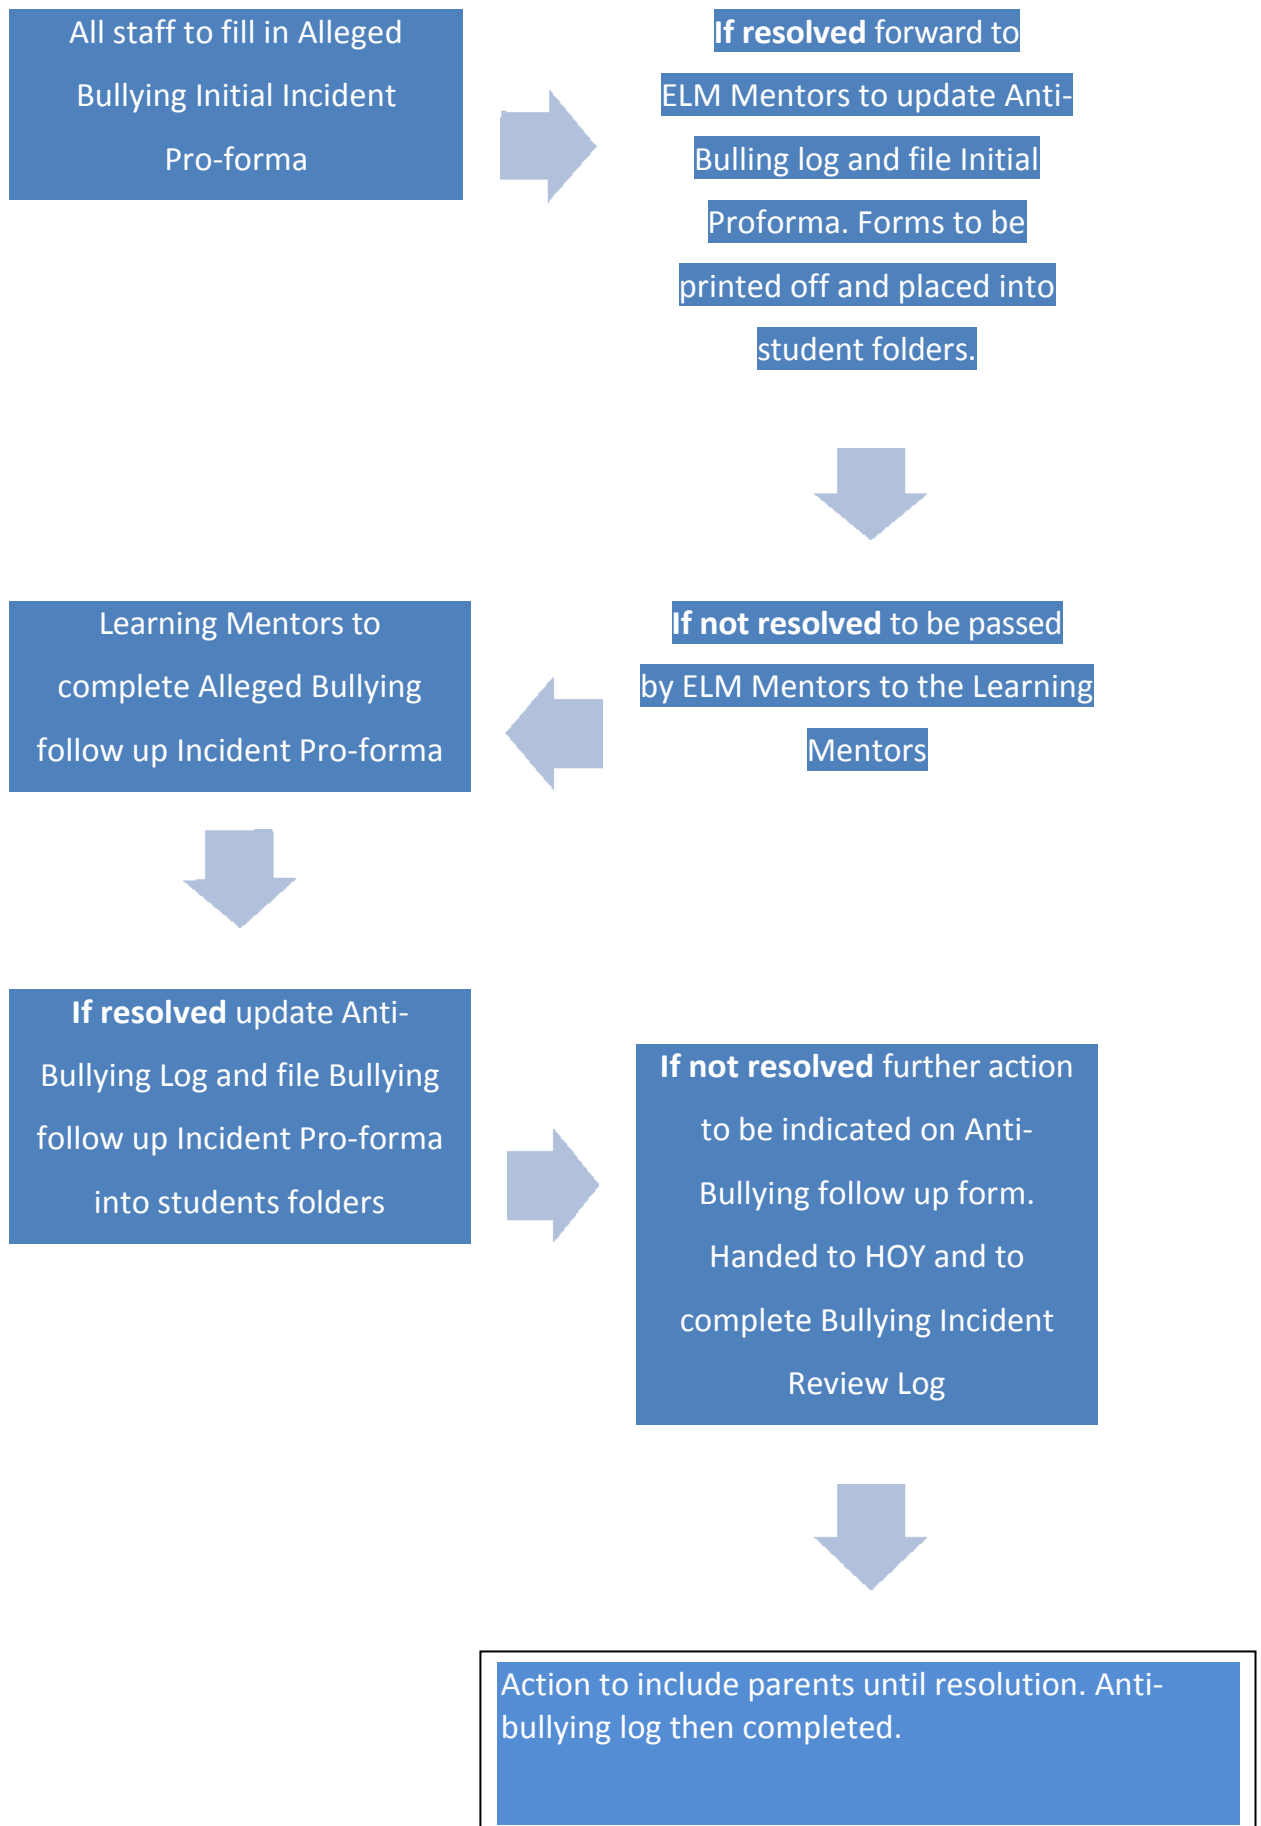 All staff to fill in Alleged
Bullying Initial Incident
Pro-forma
If resolved forward to
ELM Mentors to update Anti-
Bulling log and file Initial
Proforma. Forms to be
printed off and placed into
student folders.
If not resolved to be passed
by ELM Mentors to the Learning
Mentors
Learning Mentors to
complete Alleged Bullying
follow up Incident Pro-forma
If resolved update Anti-
Bullying Log and file Bullying
follow up Incident Pro-forma
into students folders
If not resolved further action
to be indicated on Anti-
Bullying follow up form.
Handed to HOY and to
complete Bullying Incident
Review Log
Action to include parents until resolution. Anti-
bullying log then completed.